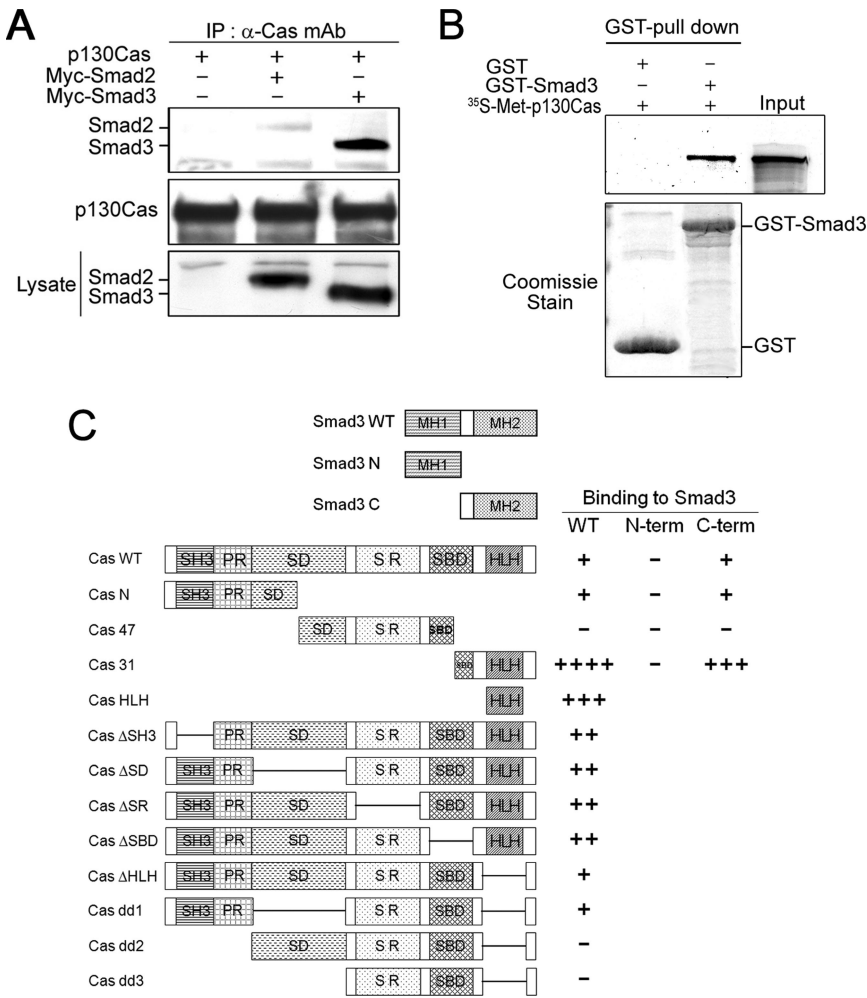 A
IP : α-Cas mAb
p130Cas + + +
Myc-Smad2 − + −
Myc-Smad3 − − +
Smad2
Smad3
p130Cas
Lysate
Smad2
Smad3
B
GST-pull down
GST + −
GST-Smad3 − +
35S-Met-p130Cas + + Input
GST-Smad3
Coomissie
Stain
GST
C
Smad3 WT MH1 MH2
Smad3 N MH1
Smad3 C MH2
Binding to Smad3
WT N-term C-term
Cas WT SH3 PR SD S R SBD HLH + − +
Cas N SH3 PR SD + − +
Cas 47 SD S R SBD − − −
Cas 31 SBD HLH ++++ − +++
Cas HLH HLH +++
Cas ΔSH3 PR SD S R SBD HLH ++
Cas ΔSD SH3 PR S R SBD HLH ++
Cas ΔSR SH3 PR SD SBD HLH ++
Cas ΔSBD SH3 PR SD S R HLH ++
Cas ΔHLH SH3 PR SD S R SBD +
Cas dd1 SH3 PR S R SBD +
Cas dd2 SD S R SBD −
Cas dd3 S R SBD −